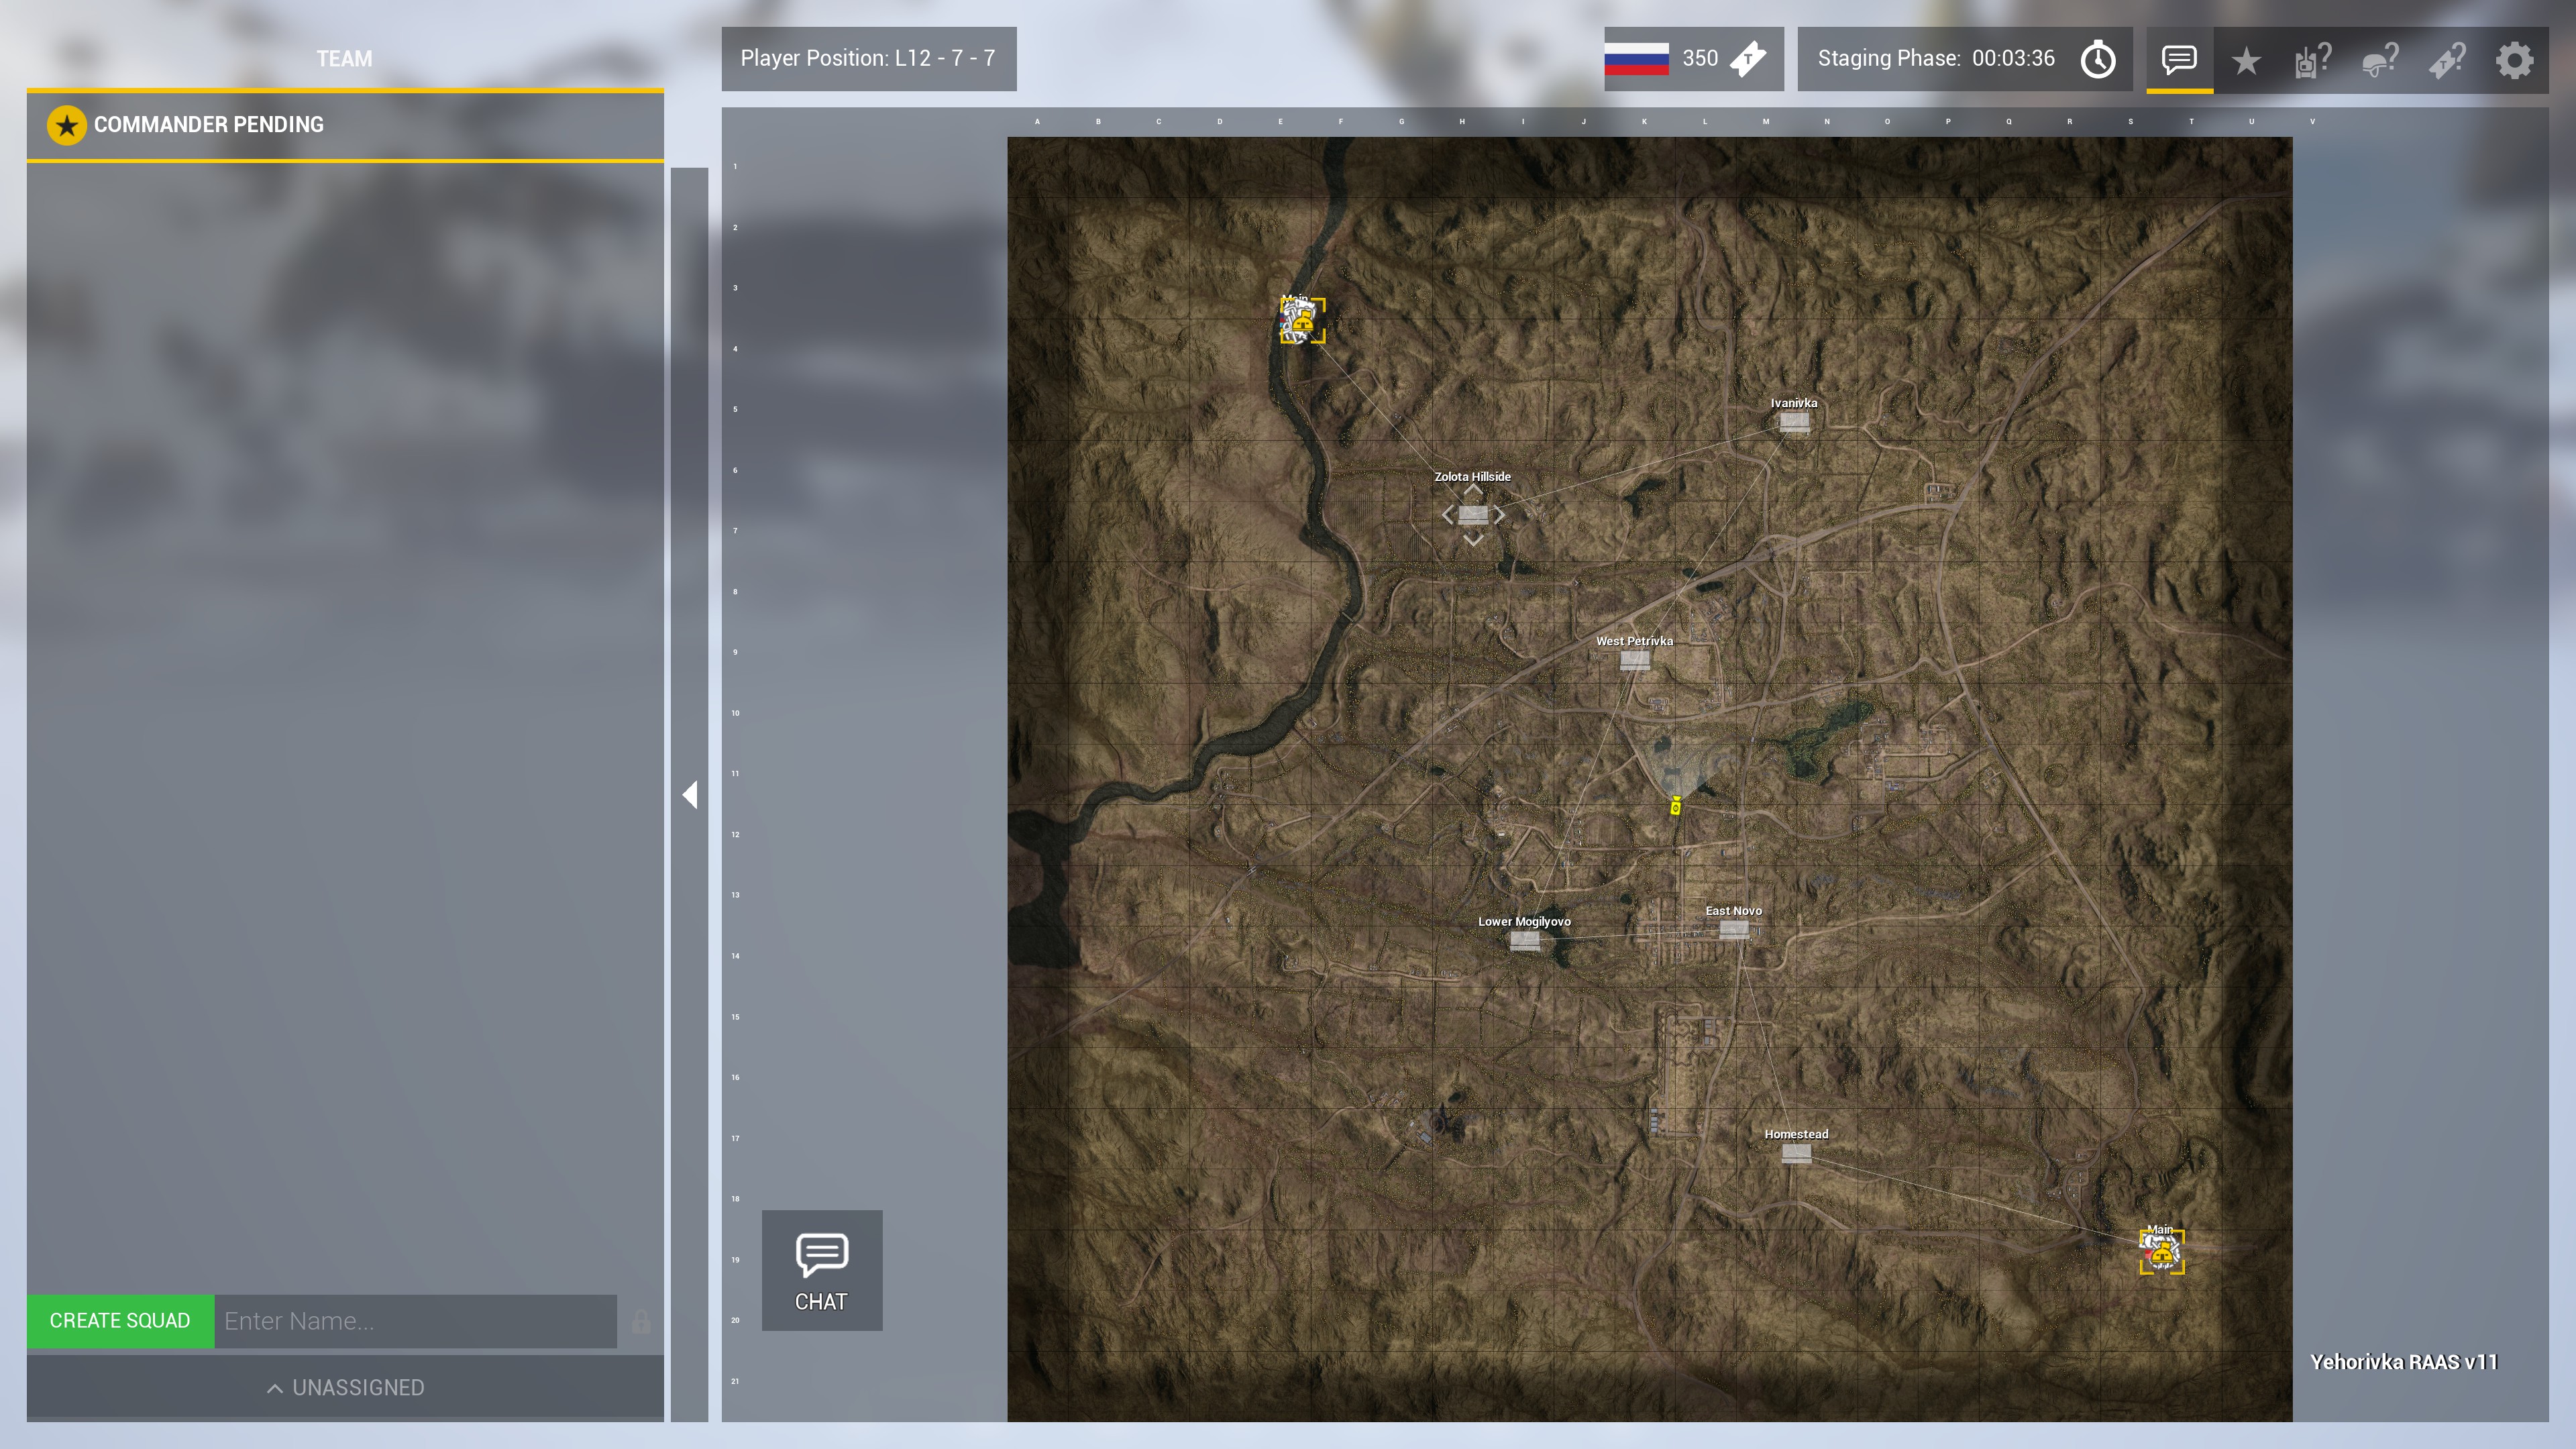 TEAM
Player Position: L12 - 7 - 7
350
T
Staging Phase: 00:03:36
COMMANDER PENDING
A B C D E F G H I J K L M N O P Q R S T U V
1
2
3
4
5
6
7
8
9
10
11
12
13
14
15
16
17
18
19
20
21
Main
Ivanivka
Zolota Hillside
West Petrivka
Lower Mogilyovo
East Novo
Homestead
Main
CHAT
CREATE SQUAD
Enter Name...
UNASSIGNED
Yehorivka RAAS v11